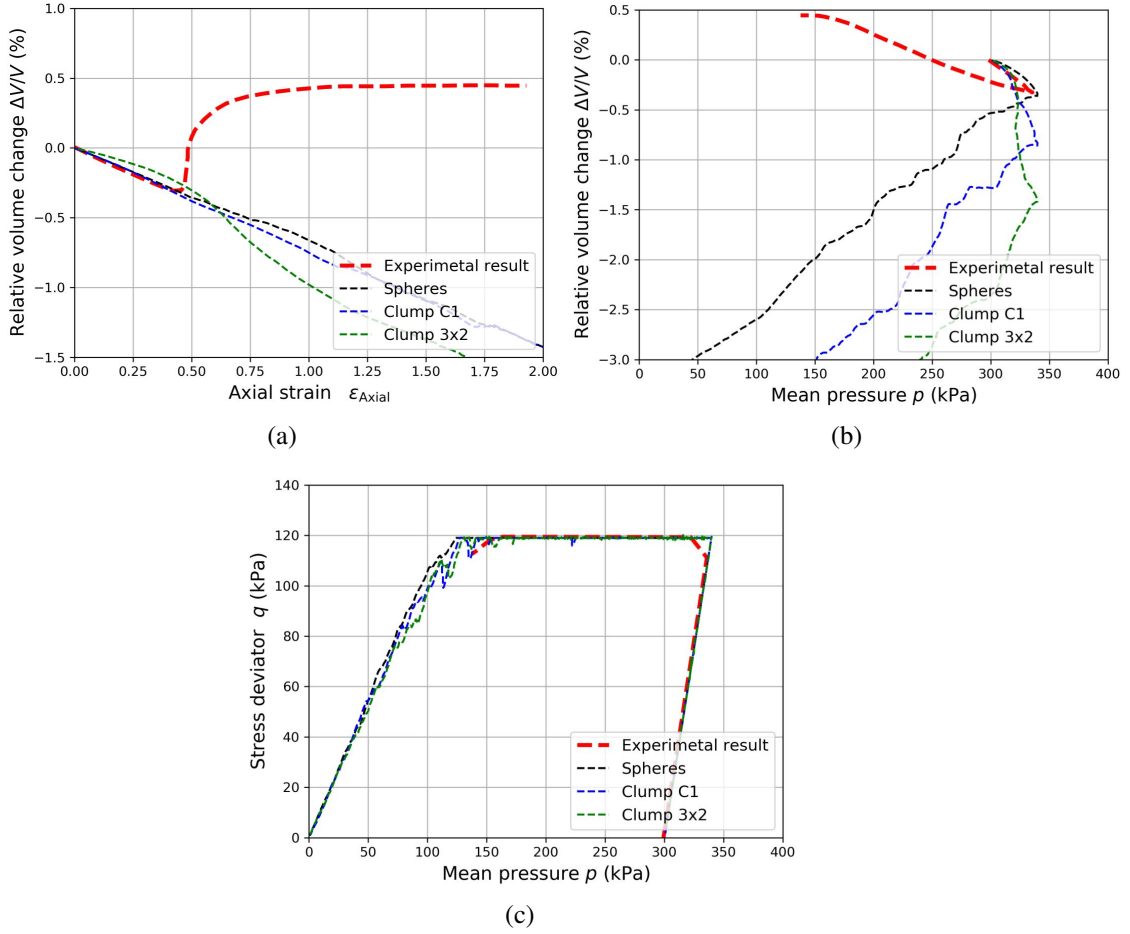 Relative volume change ΔV/V (%)
1.0
0.5
0.0
−0.5
−1.0
−1.5
0.00 0.25 0.50 0.75 1.00 1.25 1.50 1.75 2.00
Axial strain ε_Axial
Experimetal result
Spheres
Clump C1
Clump 3x2
(a)
Relative volume change ΔV/V (%)
0.5
0.0
−0.5
−1.0
−1.5
−2.0
−2.5
−3.0
0 50 100 150 200 250 300 350 400
Mean pressure p (kPa)
Experimetal result
Spheres
Clump C1
Clump 3x2
(b)
Stress deviator q (kPa)
140
120
100
80
60
40
20
0
0 50 100 150 200 250 300 350 400
Mean pressure p (kPa)
Experimetal result
Spheres
Clump C1
Clump 3x2
(c)